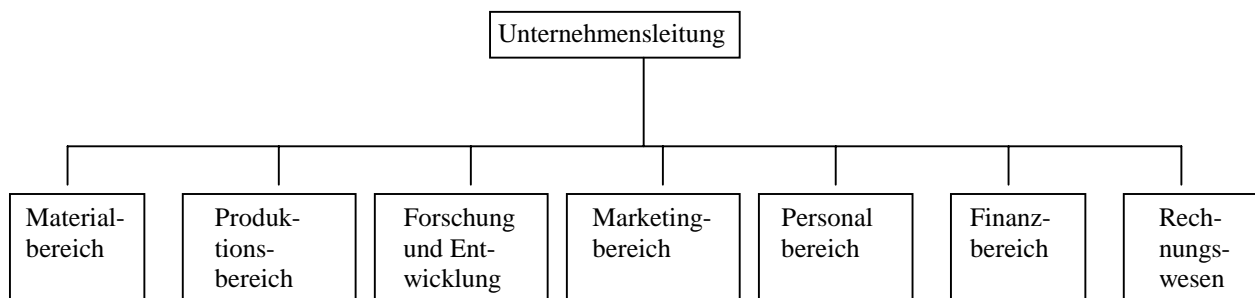 Unternehmensleitung
Material-
bereich
Produk-
tions-
bereich
Forschung
und Ent-
wicklung
Marketing-
bereich
Personal
bereich
Finanz-
bereich
Rech-
nungs-
wesen